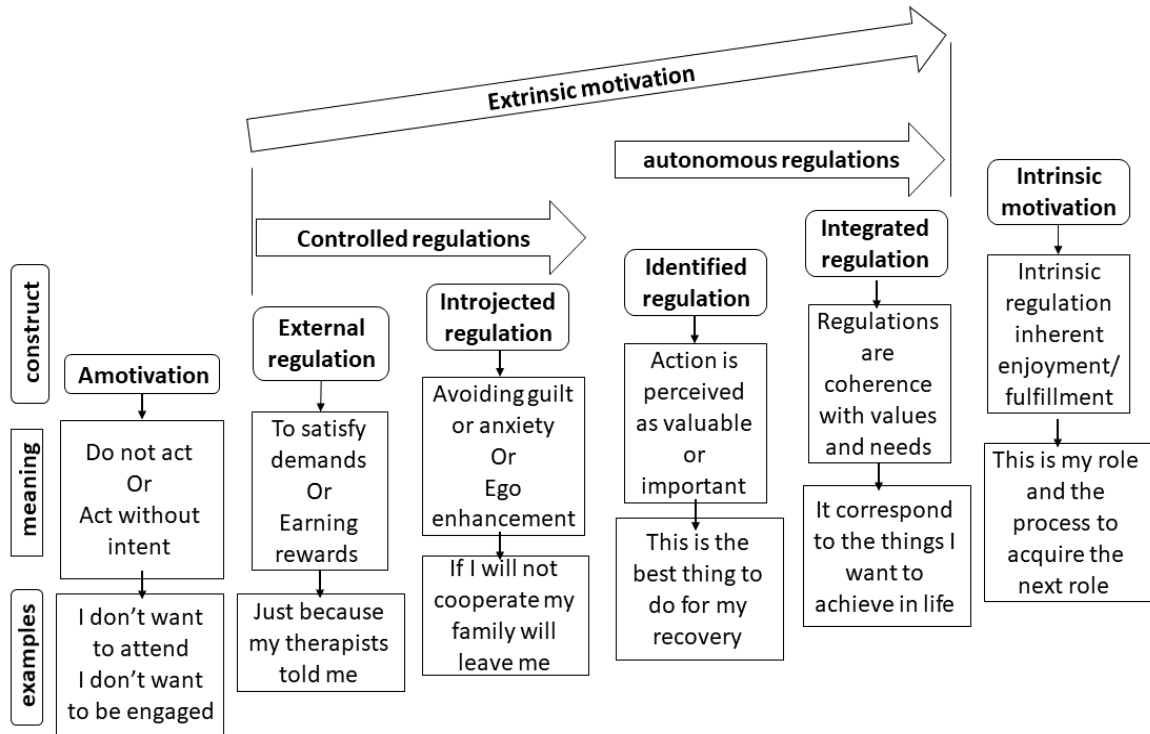 Extrinsic motivation
autonomous regulations
Controlled regulations
construct
meaning
examples
Amotivation
Do not act
Or
Act without
intent
I don’t want
to attend
I don’t want
to be engaged
External
regulation
To satisfy
demands
Or
Earning
rewards
Just because
my therapists
told me
Introjected
regulation
Avoiding guilt
or anxiety
Or
Ego
enhancement
If I will not
cooperate my
family will
leave me
Identified
regulation
Action is
perceived
as valuable
or
important
This is the
best thing to
do for my
recovery
Integrated
regulation
Regulations
are
coherence
with values
and needs
It correspond
to the things I
want to
achieve in life
Intrinsic
motivation
Intrinsic
regulation
inherent
enjoyment/
fulfillment
This is my role
and the
process to
acquire the
next role